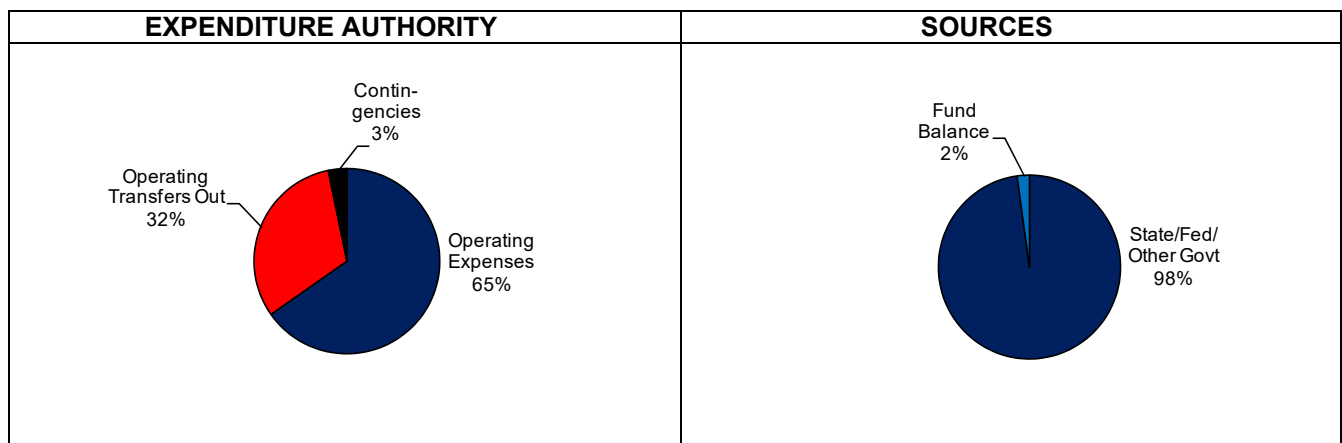 EXPENDITURE AUTHORITY
Contin-
gencies
3%
Operating
Transfers Out
32%
Operating
Expenses
65%
SOURCES
Fund
Balance
2%
State/Fed/
Other Govt
98%